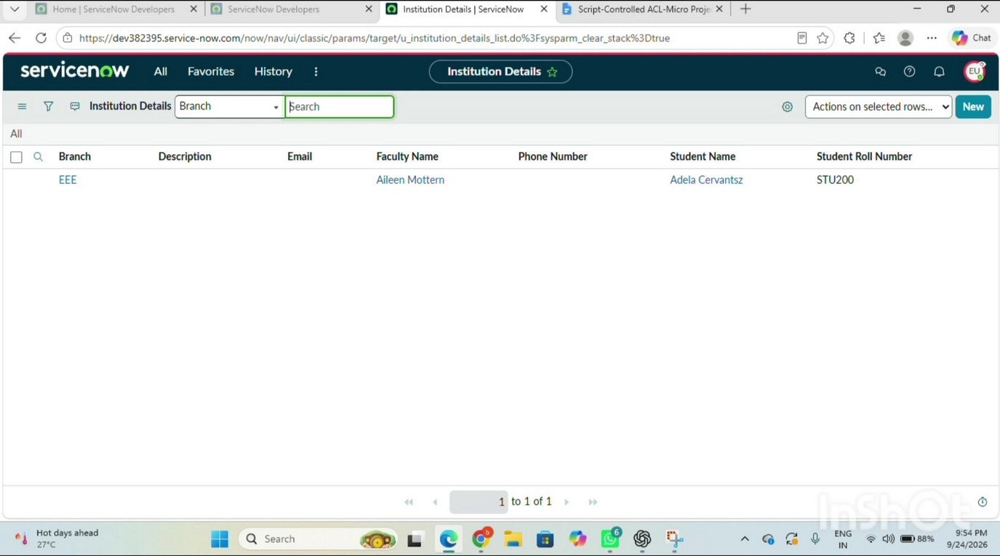 Home | ServiceNow Developers
ServiceNow Developers
Institution Details | ServiceNow
Script-Controlled ACL-Micro Proje
https://dev382395.service-now.com/now/nav/ui/classic/params/target/u_institution_details_list.do%3Fsysparm_clear_stack%3Dtrue
Chat
servicenow All Favorites History Institution Details EU
Institution Details Branch Search Actions on selected rows... New
All
Branch Description Email Faculty Name Phone Number Student Name Student Roll Number
EEE Aileen Mottern Adela Cervantsz STU200
1 to 1 of 1
InShOt
Hot days ahead
27°C
Search
6
ENG
IN
88%
9:54 PM
9/24/2026